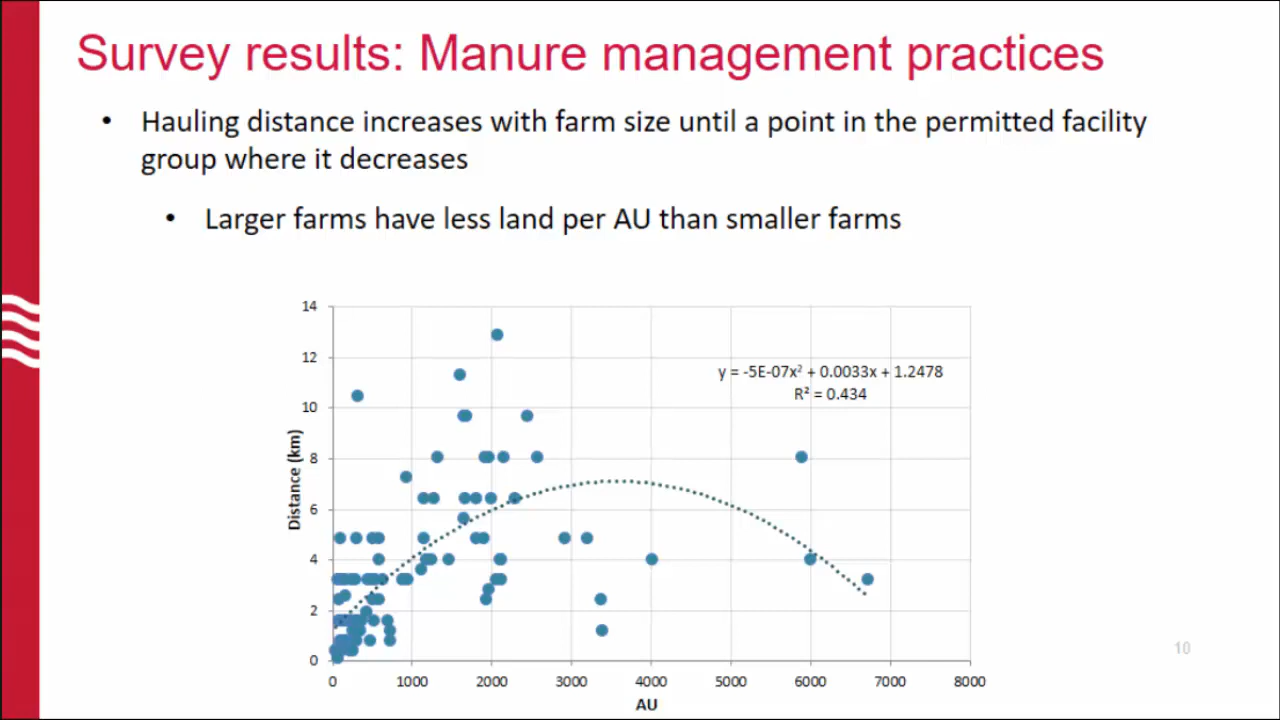 Survey results: Manure management practices
• Hauling distance increases with farm size until a point in the permitted facility
group where it decreases
• Larger farms have less land per AU than smaller farms
14
12
10
8
6
4
2
0
Distance (km)
y = -5E-07x² + 0.0033x + 1.2478
R² = 0.434
0 1000 2000 3000 4000 5000 6000 7000 8000
AU
10